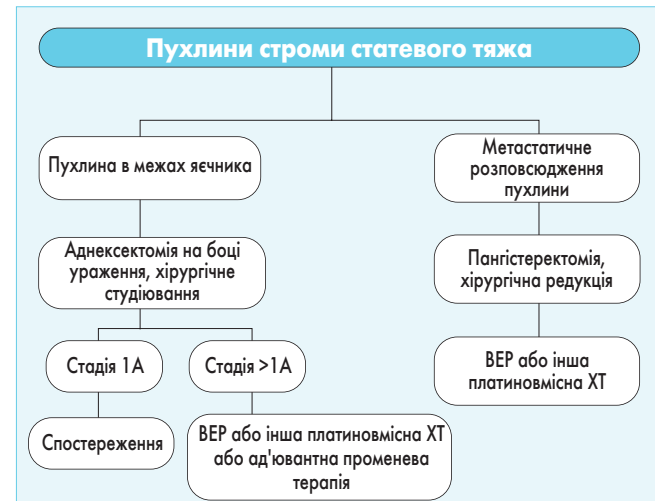 Пухлини строми статевого тяжа
Пухлина в межах яєчника
Метастатичне
розповсюдження
пухлини
Аднексектомія на боці
ураження, хірургічне
студіювання
Пангістеректомія,
хірургічна редукція
Стадія 1А
Стадія >1А
ВЕР або інша
платиновмісна ХТ
Спостереження
ВЕР або інша платиновмісна ХТ
або ад'ювантна променева
терапія